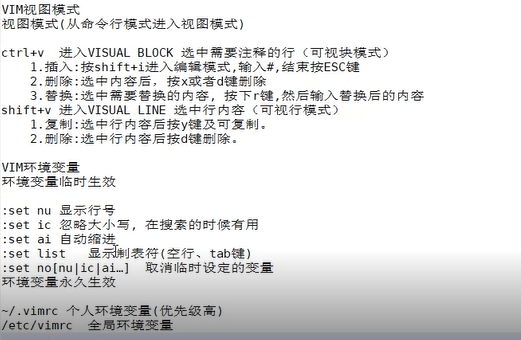 VIM视图模式
视图模式(从命令行模式进入视图模式)
ctrl+v 进入VISUAL BLOCK 选中需要注释的行（可视块模式）
1.插入:按shift+i进入编辑模式,输入#,结束按ESC键
2.删除:选中内容后，按x或者d键删除
3.替换:选中需要替换的内容, 按下r键,然后输入替换后的内容
shift+v 进入VISUAL LINE 选中行内容（可视行模式）
1.复制:选中行内容后按y键及可复制。
2.删除:选中行内容后按d键删除。
VIM环境变量
环境变量临时生效
:set nu 显示行号
:set ic 忽略大小写, 在搜索的时候有用
:set ai 自动缩进
:set list 显示制表符(空行、tab键)
:set no[nu|ic|ai…] 取消临时设定的变量
环境变量永久生效
~/.vimrc 个人环境变量(优先级高)
/etc/vimrc 全局环境变量